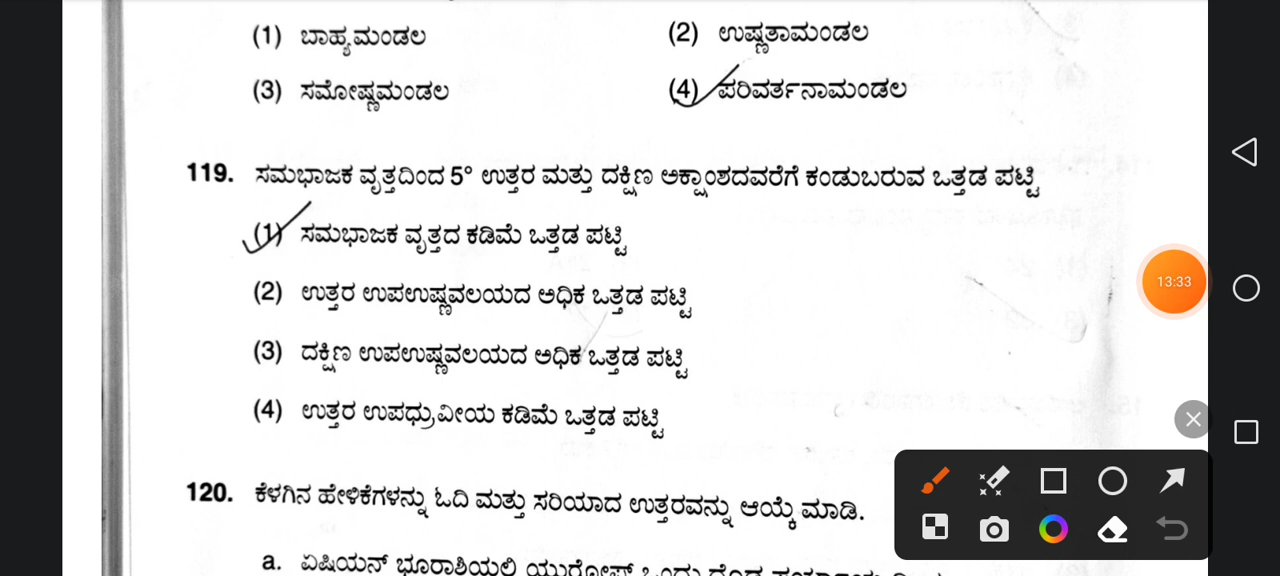 (1) ಬಾಹ್ಯಮಂಡಲ (2) ಉಷ್ಣತಾಮಂಡಲ
(3) ಸಮೋಷ್ಣಮಂಡಲ (4) ಪರಿವರ್ತನಾಮಂಡಲ
119. ಸಮಭಾಜಕ ವೃತ್ತದಿಂದ 5° ಉತ್ತರ ಮತ್ತು ದಕ್ಷಿಣ ಅಕ್ಷಾಂಶದವರೆಗೆ ಕಂಡುಬರುವ ಒತ್ತಡ ಪಟ್ಟಿ
(1) ಸಮಭಾಜಕ ವೃತ್ತದ ಕಡಿಮೆ ಒತ್ತಡ ಪಟ್ಟಿ
(2) ಉತ್ತರ ಉಪಉಷ್ಣವಲಯದ ಅಧಿಕ ಒತ್ತಡ ಪಟ್ಟಿ
13:33
(3) ದಕ್ಷಿಣ ಉಪಉಷ್ಣವಲಯದ ಅಧಿಕ ಒತ್ತಡ ಪಟ್ಟಿ
(4) ಉತ್ತರ ಉಪಧ್ರುವೀಯ ಕಡಿಮೆ ಒತ್ತಡ ಪಟ್ಟಿ
120. ಕೆಳಗಿನ ಹೇಳಿಕೆಗಳನ್ನು ಓದಿ ಮತ್ತು ಸರಿಯಾದ ಉತ್ತರವನ್ನು ಆಯ್ಕೆ ಮಾಡಿ.
a. ಏಷಿಯನ್ ಭೂರಾಶಿಯಲ್ಲಿ ಯುರೋಪ್ ಒಂದು